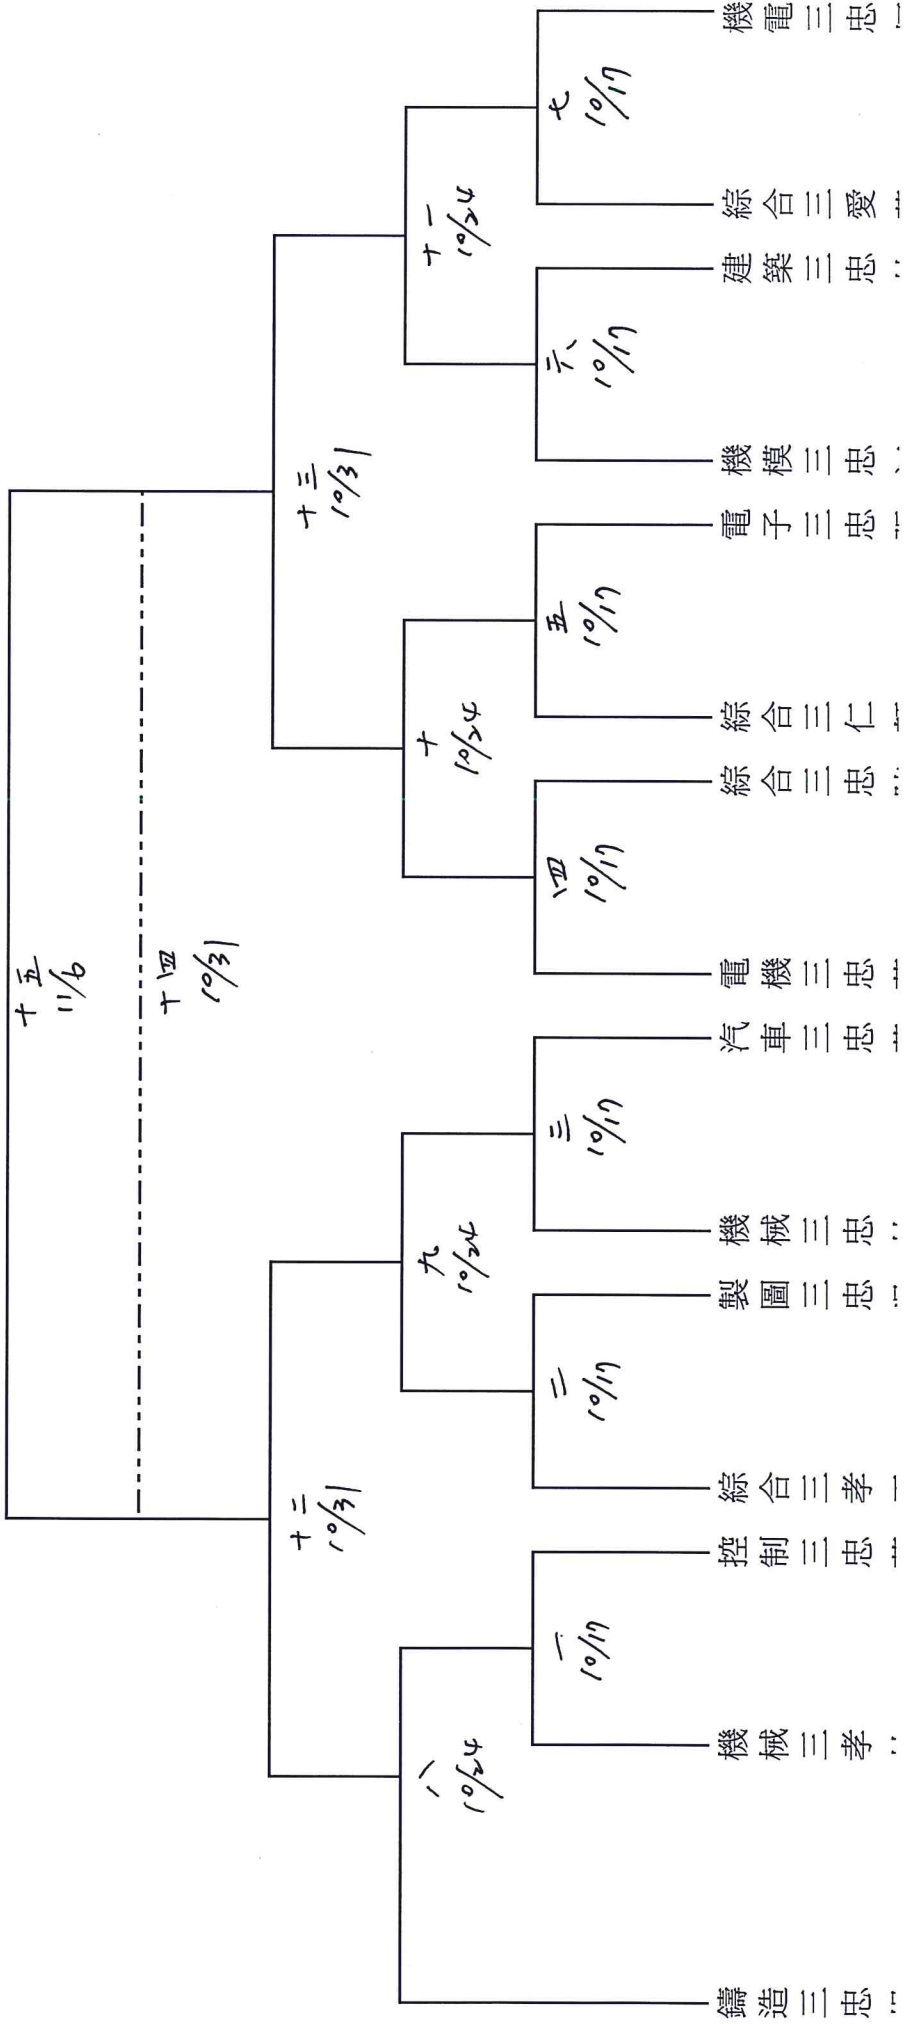 十五
11/6
十四
10/31
十二
10/31
十三
10/31
八
10/24
九
10/24
十
10/24
十一
10/24
一
10/17
二
10/17
三
10/17
四
10/17
五
10/17
六
10/17
七
10/17
鑄造三忠
機械三孝
控制三忠
綜合三孝
製圖三忠
機械三忠
汽車三忠
電機三忠
綜合三忠
綜合三仁
電子三忠
機模三忠
建築三忠
綜合三愛
機電三忠